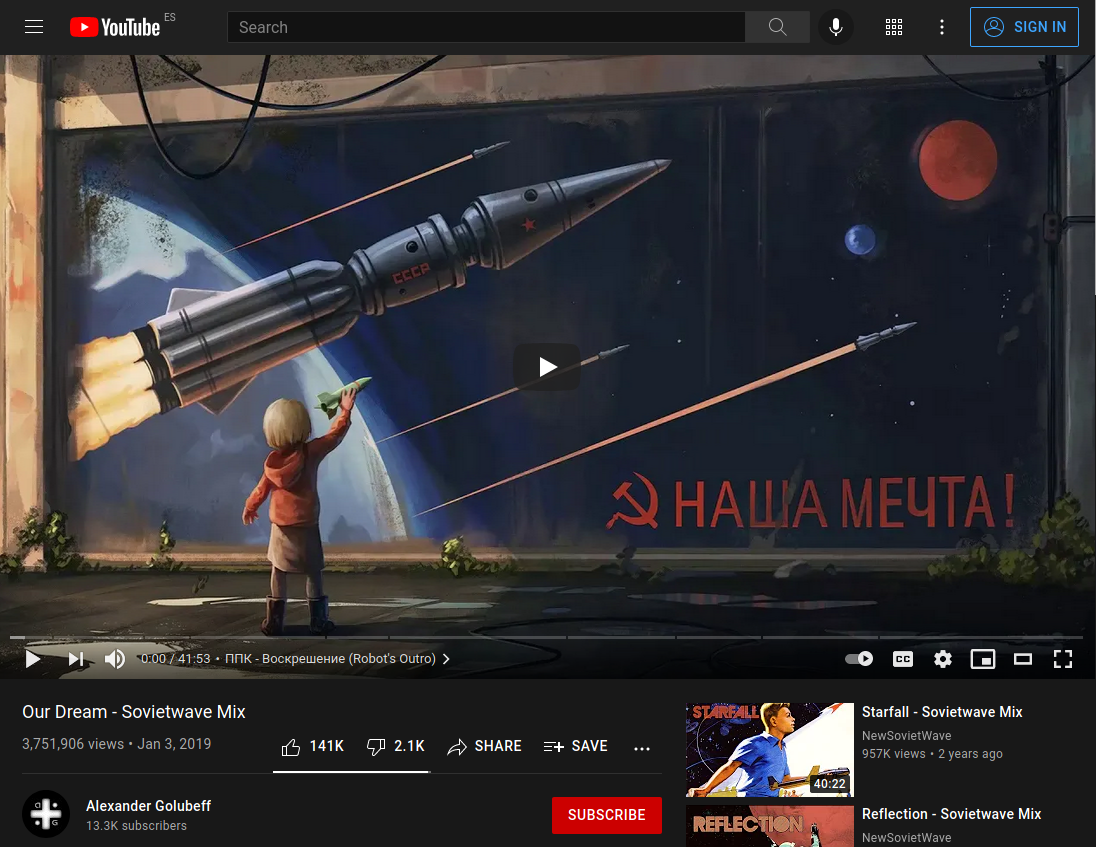 YouTube ES
Search
SIGN IN
СССР
НАША МЕЧТА!
0:00 / 41:53 • ППК - Воскрешение (Robot's Outro)
CC
Our Dream - Sovietwave Mix
3,751,906 views • Jan 3, 2019
141K
2.1K
SHARE
SAVE
Alexander Golubeff
13.3K subscribers
SUBSCRIBE
STARFALL
40:22
Starfall - Sovietwave Mix
NewSovietWave
957K views • 2 years ago
REFLECTION
Reflection - Sovietwave Mix
NewSovietWave